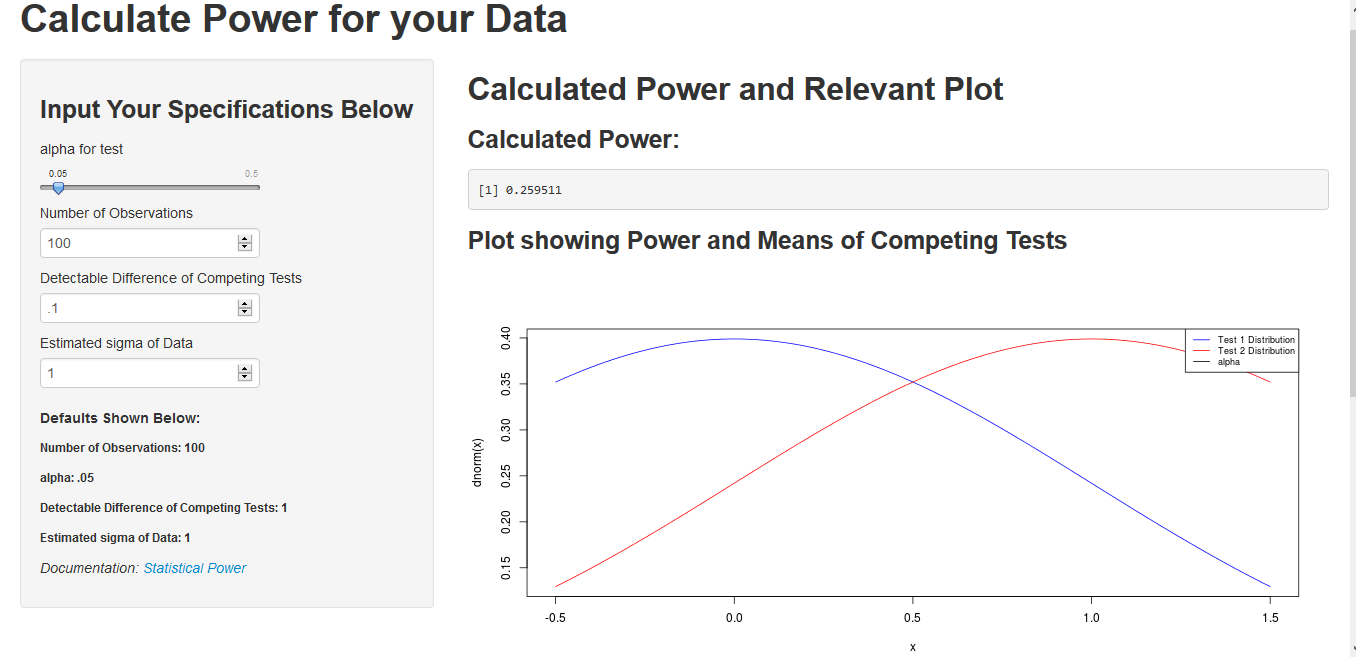 Calculate Power for your Data
Input Your Specifications Below
alpha for test
0.05 0.5
Number of Observations
100
Detectable Difference of Competing Tests
.1
Estimated sigma of Data
1
Defaults Shown Below:
Number of Observations: 100
alpha: .05
Detectable Difference of Competing Tests: 1
Estimated sigma of Data: 1
Documentation: Statistical Power
Calculated Power and Relevant Plot
Calculated Power:
[1] 0.259511
Plot showing Power and Means of Competing Tests
Test 1 Distribution
Test 2 Distribution
alpha
dnorm(x)
0.40
0.35
0.30
0.25
0.20
0.15
-0.5 0.0 0.5 1.0 1.5
x